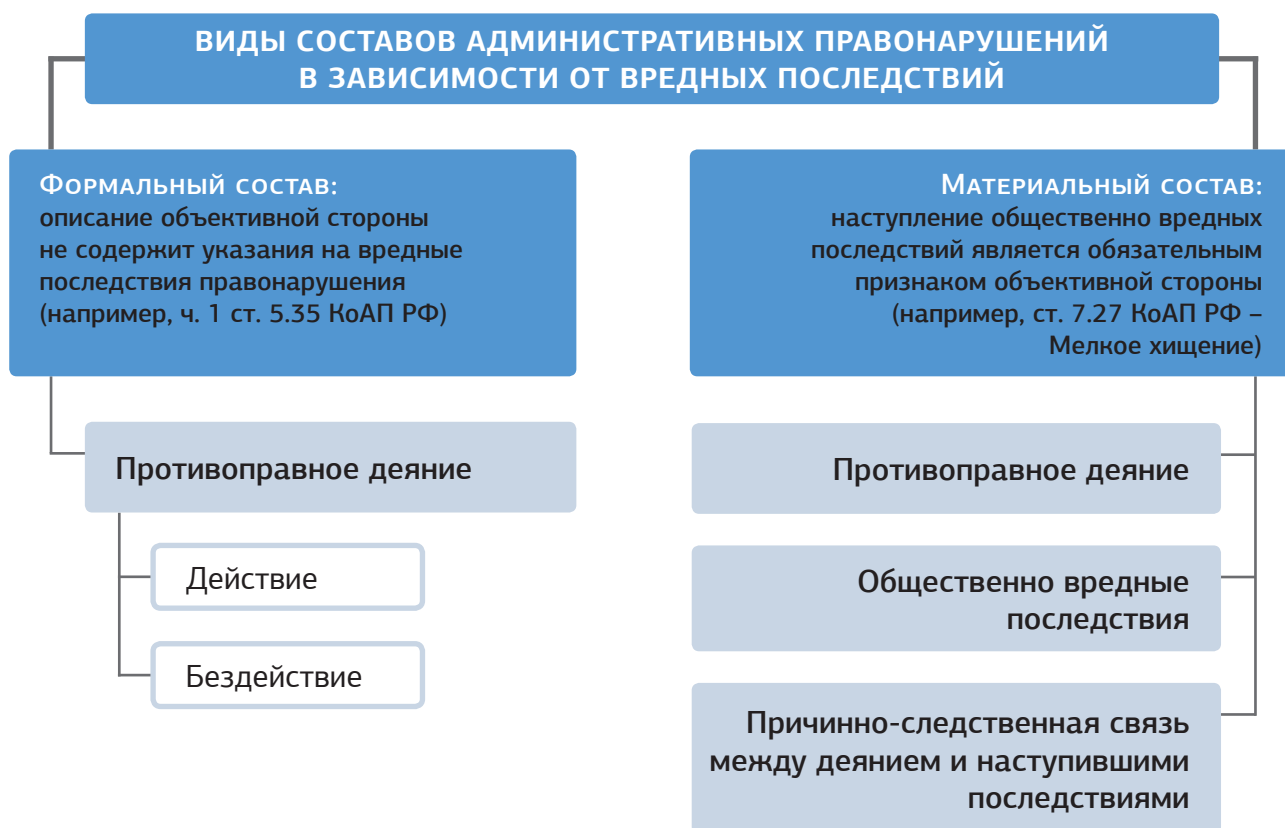 ВИДЫ СОСТАВОВ АДМИНИСТРАТИВНЫХ ПРАВОНАРУШЕНИЙ
В ЗАВИСИМОСТИ ОТ ВРЕДНЫХ ПОСЛЕДСТВИЙ
Формальный состав:
описание объективной стороны
не содержит указания на вредные
последствия правонарушения
(например, ч. 1 ст. 5.35 КоАП РФ)
Противоправное деяние
Действие
Бездействие
Материальный состав:
наступление общественно вредных
последствий является обязательным
признаком объективной стороны
(например, ст. 7.27 КоАП РФ –
Мелкое хищение)
Противоправное деяние
Общественно вредные
последствия
Причинно-следственная связь
между деянием и наступившими
последствиями